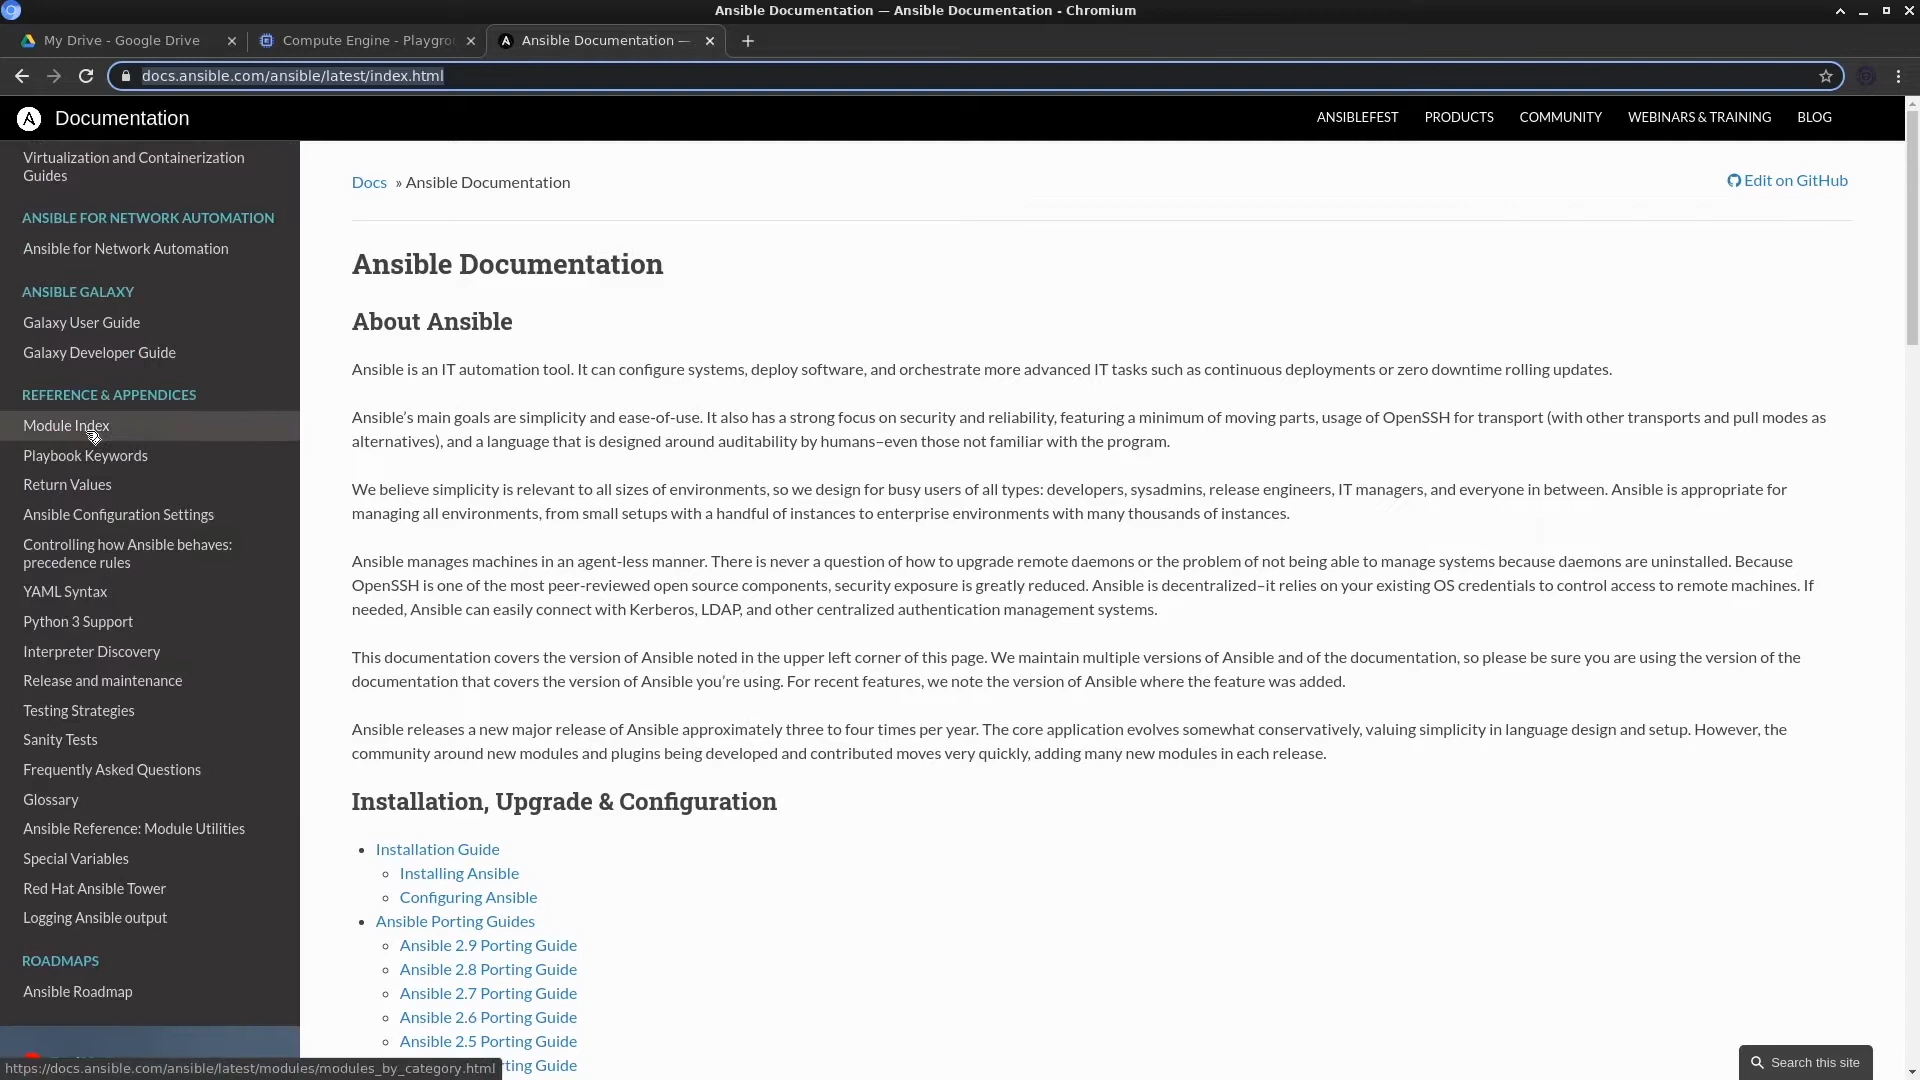 Ansible Documentation — Ansible Documentation - Chromium
My Drive - Google Drive
Compute Engine - Playgro
Ansible Documentation —
docs.ansible.com/ansible/latest/index.html
Documentation
ANSIBLEFEST PRODUCTS COMMUNITY WEBINARS & TRAINING BLOG
Virtualization and Containerization
Guides
ANSIBLE FOR NETWORK AUTOMATION
Ansible for Network Automation
ANSIBLE GALAXY
Galaxy User Guide
Galaxy Developer Guide
REFERENCE & APPENDICES
Module Index
Playbook Keywords
Return Values
Ansible Configuration Settings
Controlling how Ansible behaves:
precedence rules
YAML Syntax
Python 3 Support
Interpreter Discovery
Release and maintenance
Testing Strategies
Sanity Tests
Frequently Asked Questions
Glossary
Ansible Reference: Module Utilities
Special Variables
Red Hat Ansible Tower
Logging Ansible output
ROADMAPS
Ansible Roadmap
Docs » Ansible Documentation
Edit on GitHub
Ansible Documentation
About Ansible
Ansible is an IT automation tool. It can configure systems, deploy software, and orchestrate more advanced IT tasks such as continuous deployments or zero downtime rolling updates.
Ansible’s main goals are simplicity and ease-of-use. It also has a strong focus on security and reliability, featuring a minimum of moving parts, usage of OpenSSH for transport (with other transports and pull modes as
alternatives), and a language that is designed around auditability by humans–even those not familiar with the program.
We believe simplicity is relevant to all sizes of environments, so we design for busy users of all types: developers, sysadmins, release engineers, IT managers, and everyone in between. Ansible is appropriate for
managing all environments, from small setups with a handful of instances to enterprise environments with many thousands of instances.
Ansible manages machines in an agent-less manner. There is never a question of how to upgrade remote daemons or the problem of not being able to manage systems because daemons are uninstalled. Because
OpenSSH is one of the most peer-reviewed open source components, security exposure is greatly reduced. Ansible is decentralized–it relies on your existing OS credentials to control access to remote machines. If
needed, Ansible can easily connect with Kerberos, LDAP, and other centralized authentication management systems.
This documentation covers the version of Ansible noted in the upper left corner of this page. We maintain multiple versions of Ansible and of the documentation, so please be sure you are using the version of the
documentation that covers the version of Ansible you’re using. For recent features, we note the version of Ansible where the feature was added.
Ansible releases a new major release of Ansible approximately three to four times per year. The core application evolves somewhat conservatively, valuing simplicity in language design and setup. However, the
community around new modules and plugins being developed and contributed moves very quickly, adding many new modules in each release.
Installation, Upgrade & Configuration
Installation Guide
Installing Ansible
Configuring Ansible
Ansible Porting Guides
Ansible 2.9 Porting Guide
Ansible 2.8 Porting Guide
Ansible 2.7 Porting Guide
Ansible 2.6 Porting Guide
Ansible 2.5 Porting Guide
rting Guide
https://docs.ansible.com/ansible/latest/modules/modules_by_category.html
Search this site